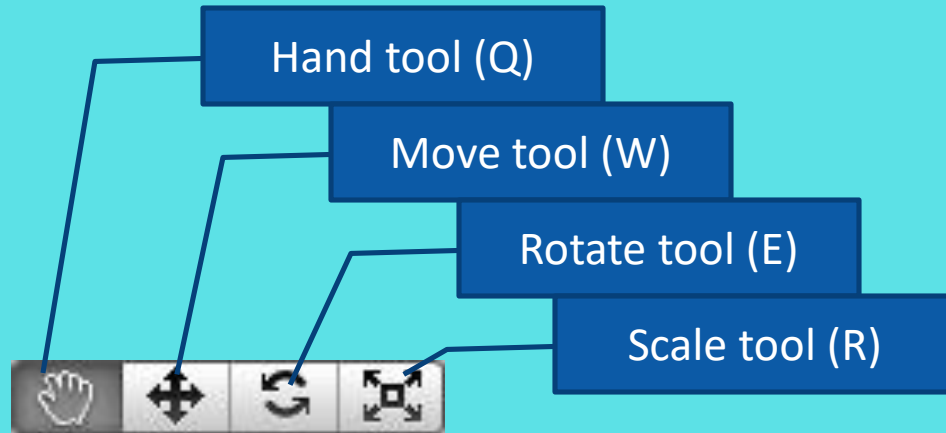 Hand tool (Q)
Move tool (W)
Rotate tool (E)
Scale tool (R)